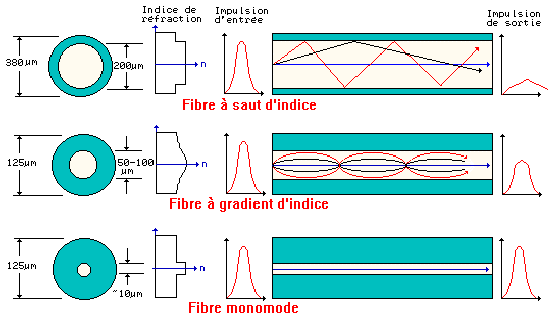 Indice de
réfraction
Impulsion
d'entrée
Impulsion
de sortie
380µm
200µm
n
Fibre à saut d'indice
125µm
50-100
µm
n
Fibre à gradient d'indice
125µm
~10µm
n
Fibre monomode